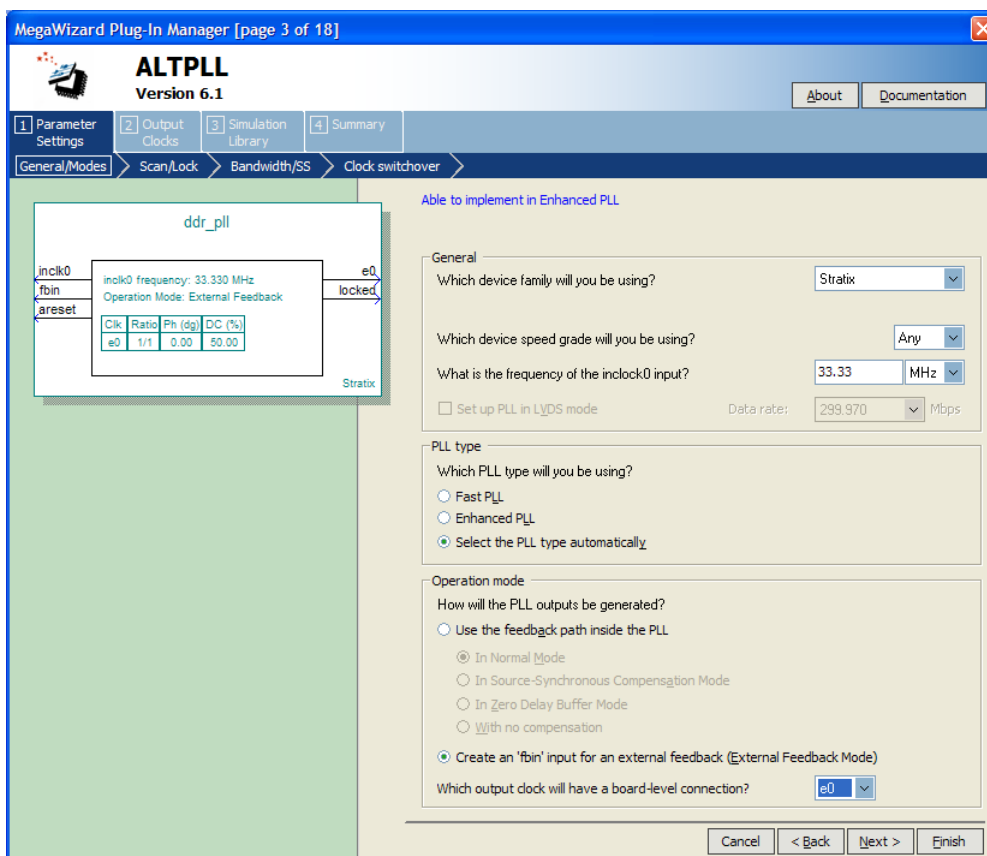 MegaWizard Plug-In Manager [page 3 of 18]
ALTPLL
Version 6.1
About
Documentation
1 Parameter Settings
2 Output Clocks
3 Simulation Library
4 Summary
General/Modes
Scan/Lock
Bandwidth/SS
Clock switchover
ddr_pll
inclk0
fbin
areset
inclk0 frequency: 33.330 MHz
Operation Mode: External Feedback
Clk Ratio Ph (dg) DC (%)
e0 1/1 0.00 50.00
e0
locked
Stratix
Able to implement in Enhanced PLL
General
Which device family will you be using? Stratix
Which device speed grade will you be using? Any
What is the frequency of the inclock0 input? 33.33 MHz
Set up PLL in LVDS mode Data rate: 299.970 Mbps
PLL type
Which PLL type will you be using?
Fast PLL
Enhanced PLL
Select the PLL type automatically
Operation mode
How will the PLL outputs be generated?
Use the feedback path inside the PLL
In Normal Mode
In Source-Synchronous Compensation Mode
In Zero Delay Buffer Mode
With no compensation
Create an 'fbin' input for an external feedback (External Feedback Mode)
Which output clock will have a board-level connection? e0
Cancel
< Back
Next >
Finish